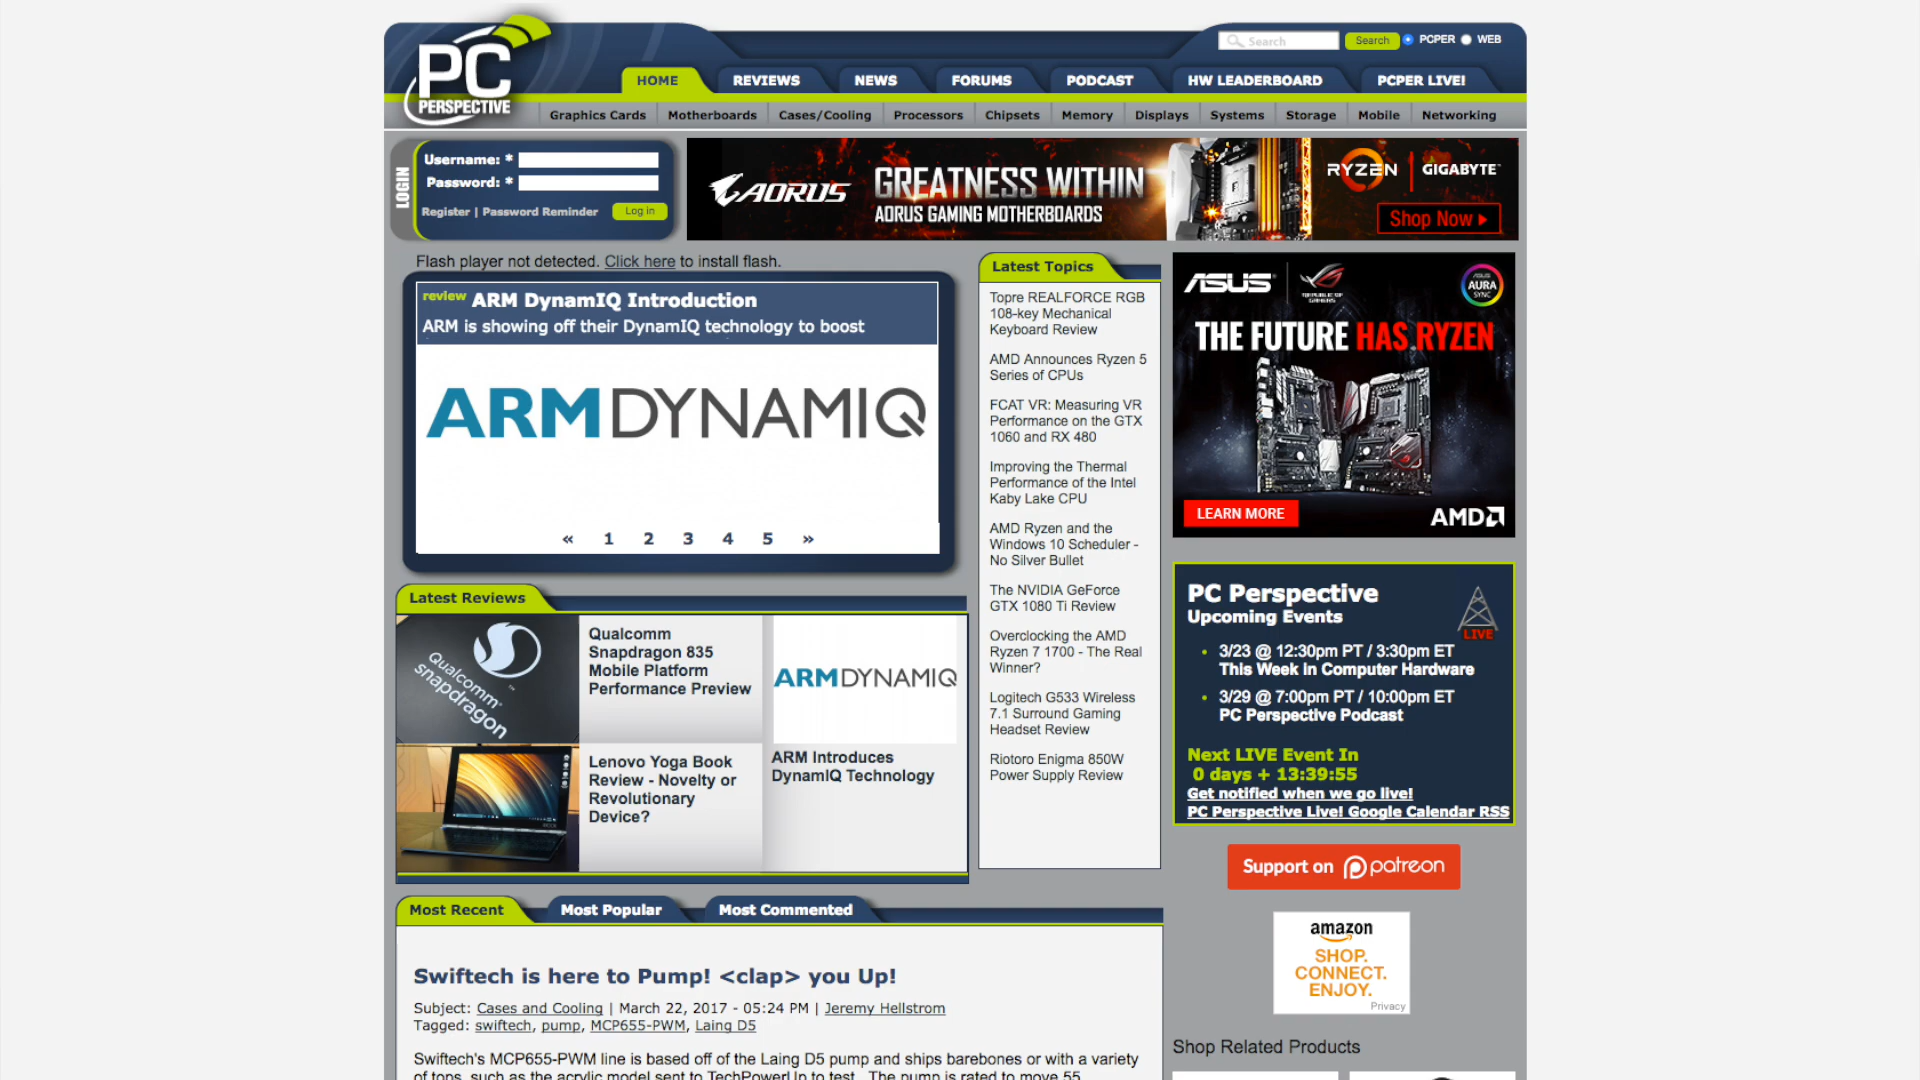 PC PERSPECTIVE
Search
Search
PCPER
WEB
HOME
REVIEWS
NEWS
FORUMS
PODCAST
HW LEADERBOARD
PCPER LIVE!
Graphics Cards
Motherboards
Cases/Cooling
Processors
Chipsets
Memory
Displays
Systems
Storage
Mobile
Networking
LOGIN
Username: *
Password: *
Register | Password Reminder
Log in
AORUS
GREATNESS WITHIN
AORUS GAMING MOTHERBOARDS
RYZEN
GIGABYTE
Shop Now
Flash player not detected. Click here to install flash.
review ARM DynamIQ Introduction
ARM is showing off their DynamIQ technology to boost
ARM DYNAMIQ
« 1 2 3 4 5 »
Latest Reviews
Qualcomm
snapdragon
Qualcomm
Snapdragon 835
Mobile Platform
Performance Preview
ARM DYNAMIQ
ARM Introduces
DynamIQ Technology
Lenovo Yoga Book
Review - Novelty or
Revolutionary
Device?
Latest Topics
Topre REALFORCE RGB
108-key Mechanical
Keyboard Review
AMD Announces Ryzen 5
Series of CPUs
FCAT VR: Measuring VR
Performance on the GTX
1060 and RX 480
Improving the Thermal
Performance of the Intel
Kaby Lake CPU
AMD Ryzen and the
Windows 10 Scheduler -
No Silver Bullet
The NVIDIA GeForce
GTX 1080 Ti Review
Overclocking the AMD
Ryzen 7 1700 - The Real
Winner?
Logitech G533 Wireless
7.1 Surround Gaming
Headset Review
Riotoro Enigma 850W
Power Supply Review
ASUS
REPUBLIC OF
GAMERS
ASUS
AURA
SYNC
THE FUTURE HAS RYZEN
LEARN MORE
AMD
PC Perspective
Upcoming Events
LIVE
3/23 @ 12:30pm PT / 3:30pm ET
This Week in Computer Hardware
3/29 @ 7:00pm PT / 10:00pm ET
PC Perspective Podcast
Next LIVE Event In
0 days + 13:39:55
Get notified when we go live!
PC Perspective Live! Google Calendar RSS
Support on patreon
amazon
SHOP.
CONNECT.
ENJOY.
Privacy
Shop Related Products
Most Recent
Most Popular
Most Commented
Swiftech is here to Pump! <clap> you Up!
Subject: Cases and Cooling | March 22, 2017 - 05:24 PM | Jeremy Hellstrom
Tagged: swiftech, pump, MCP655-PWM, Laing D5
Swiftech's MCP655-PWM line is based off of the Laing D5 pump and ships barebones or with a variety
of tops, such as the acrylic model sent to TechPowerUp to test. The pump is rated to move 55